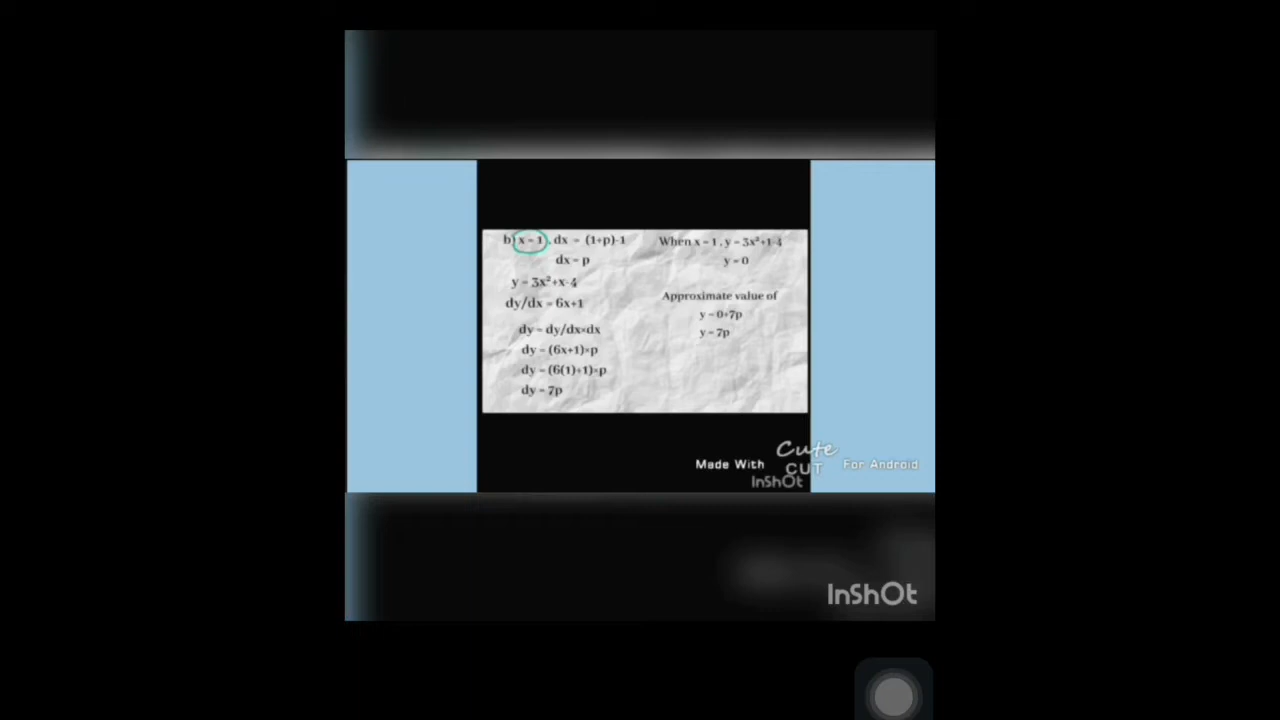 b) x = 1 , dx = (1+p)-1
dx = p
y = 3x²+x-4
dy/dx = 6x+1
dy = dy/dx×dx
dy = (6x+1)×p
dy = (6(1)+1)×p
dy = 7p
When x = 1 , y = 3x²+1-4
y = 0
Approximate value of
y = 0+7p
y = 7p
Made With Cute CUT For Android
InShOt
InShOt